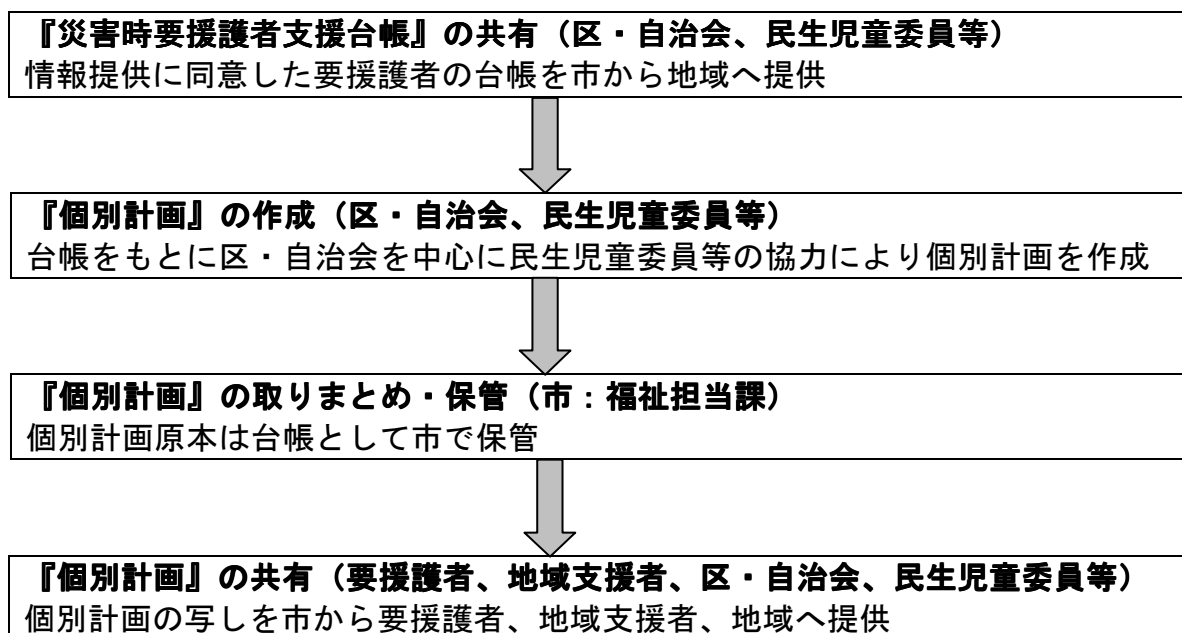 『災害時要援護者支援台帳』の共有（区・自治会、民生児童委員等）
情報提供に同意した要援護者の台帳を市から地域へ提供
『個別計画』の作成（区・自治会、民生児童委員等）
台帳をもとに区・自治会を中心に民生児童委員等の協力により個別計画を作成
『個別計画』の取りまとめ・保管（市：福祉担当課）
個別計画原本は台帳として市で保管
『個別計画』の共有（要援護者、地域支援者、区・自治会、民生児童委員等）
個別計画の写しを市から要援護者、地域支援者、地域へ提供